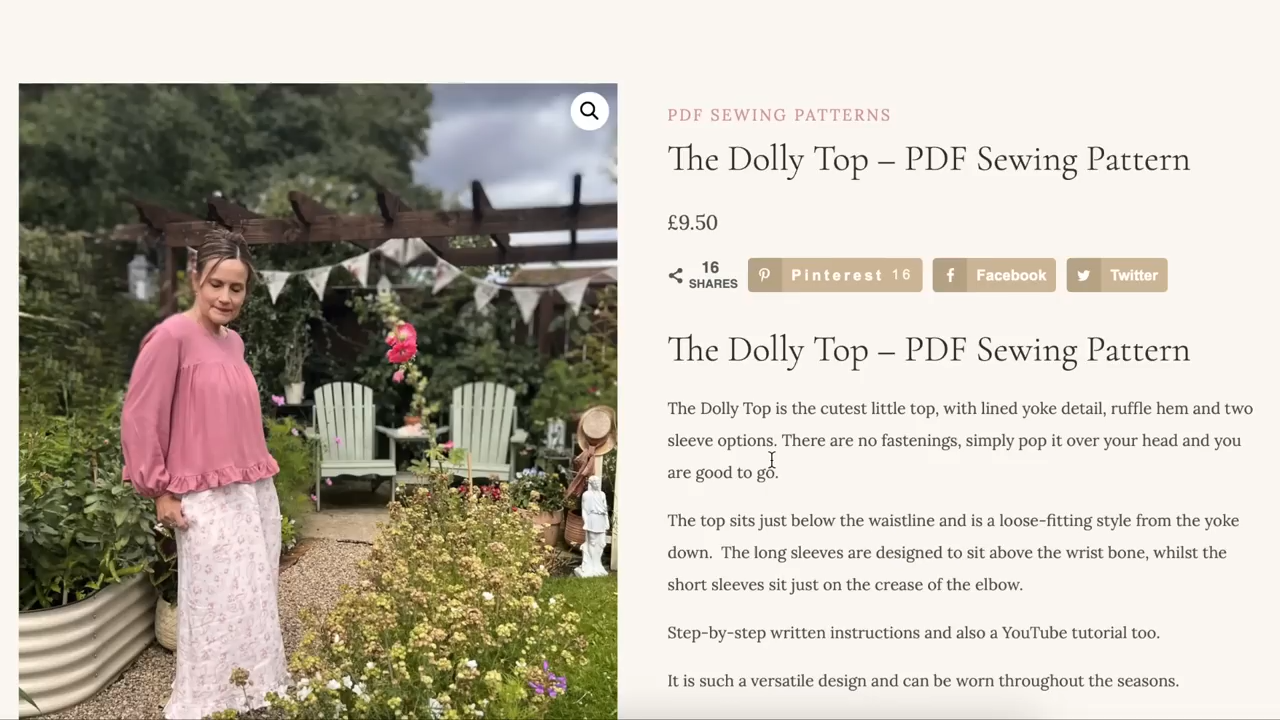 PDF SEWING PATTERNS
The Dolly Top – PDF Sewing Pattern
£9.50
16
SHARES
Pinterest 16
Facebook
Twitter
The Dolly Top – PDF Sewing Pattern
The Dolly Top is the cutest little top, with lined yoke detail, ruffle hem and two
sleeve options. There are no fastenings, simply pop it over your head and you
are good to go.
The top sits just below the waistline and is a loose-fitting style from the yoke
down.  The long sleeves are designed to sit above the wrist bone, whilst the
short sleeves sit just on the crease of the elbow.
Step-by-step written instructions and also a YouTube tutorial too.
It is such a versatile design and can be worn throughout the seasons.